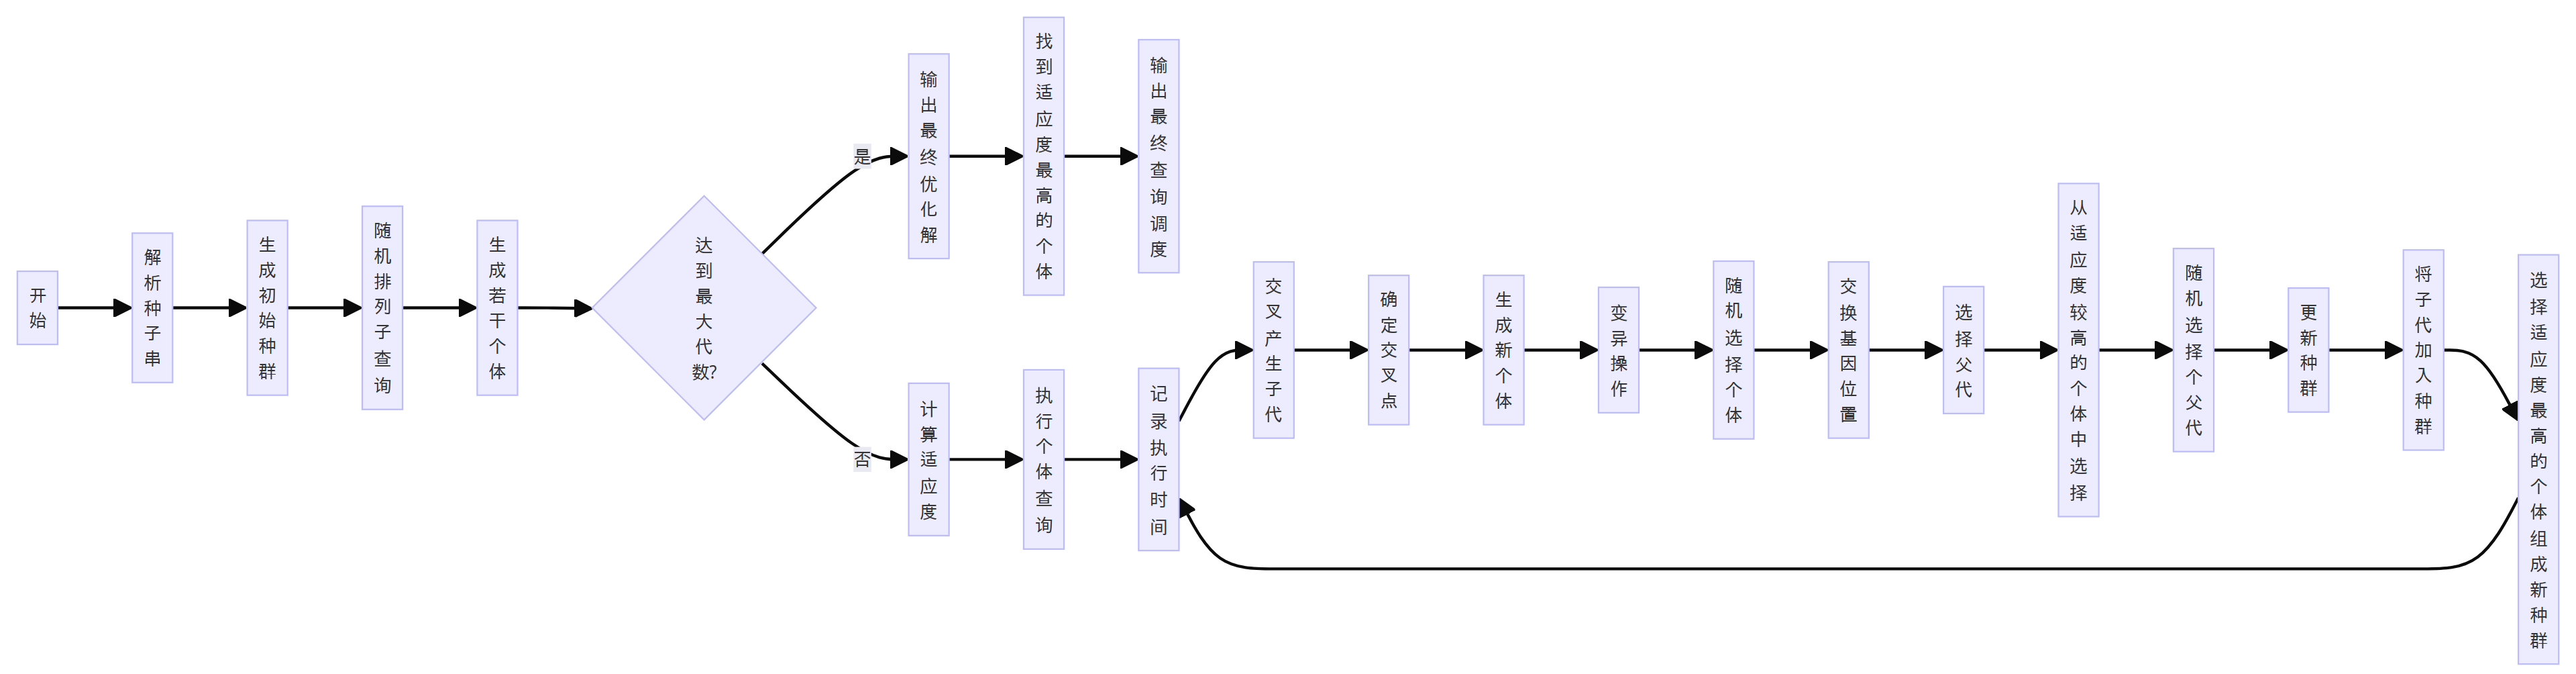 开始
解析种子串
生成初始种群
随机排列子查询
生成若干个体
达到最大代数?
是
输出最终优化解
找到适应度最高的个体
输出最终查询调度
否
计算适应度
执行个体查询
记录执行时间
交叉产生子代
确定交叉点
生成新个体
变异操作
随机选择个体
交换基因位置
选择父代
从适应度较高的个体中选择
随机选择个父代
更新种群
将子代加入种群
选择适应度最高的个体组成新种群